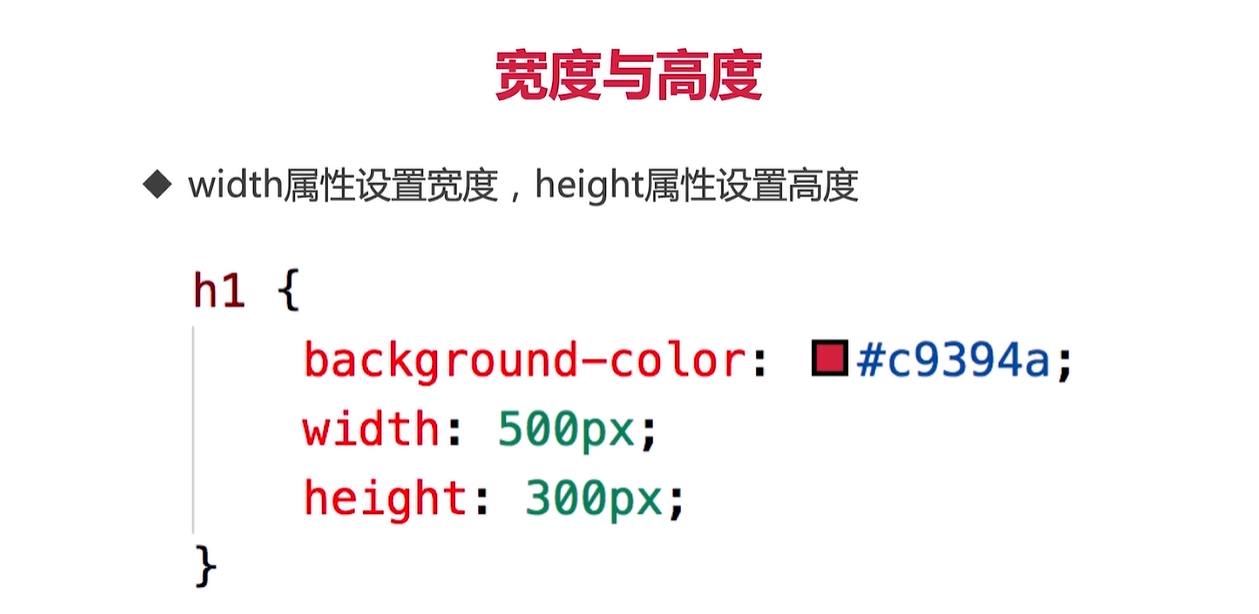 宽度与高度
◆ width属性设置宽度，height属性设置高度
h1 {
    background-color: #c9394a;
    width: 500px;
    height: 300px;
}